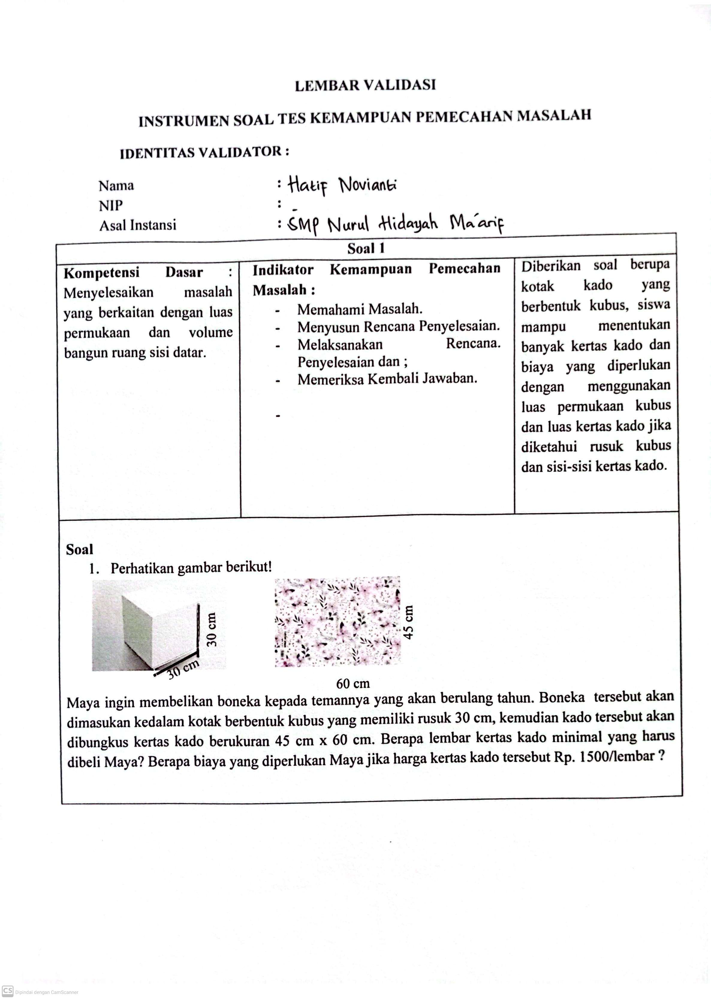 LEMBAR VALIDASI
INSTRUMEN SOAL TES KEMAMPUAN PEMECAHAN MASALAH
IDENTITAS VALIDATOR :
Nama : Hatif Novianti
NIP : -
Asal Instansi : SMP Nurul Hidayah Ma'arif
Soal 1
Kompetensi Dasar :
Menyelesaikan masalah
yang berkaitan dengan luas
permukaan dan volume
bangun ruang sisi datar.
Indikator Kemampuan Pemecahan
Masalah :
- Memahami Masalah.
- Menyusun Rencana Penyelesaian.
- Melaksanakan Rencana.
Penyelesaian dan ;
- Memeriksa Kembali Jawaban.
-
Diberikan soal berupa
kotak kado yang
berbentuk kubus, siswa
mampu menentukan
banyak kertas kado dan
biaya yang diperlukan
dengan menggunakan
luas permukaan kubus
dan luas kertas kado jika
diketahui rusuk kubus
dan sisi-sisi kertas kado.
Soal
1. Perhatikan gambar berikut!
30 cm
30 cm
45 cm
60 cm
Maya ingin membelikan boneka kepada temannya yang akan berulang tahun. Boneka tersebut akan
dimasukan kedalam kotak berbentuk kubus yang memiliki rusuk 30 cm, kemudian kado tersebut akan
dibungkus kertas kado berukuran 45 cm x 60 cm. Berapa lembar kertas kado minimal yang harus
dibeli Maya? Berapa biaya yang diperlukan Maya jika harga kertas kado tersebut Rp. 1500/lembar ?
CS Dipindai dengan CamScanner